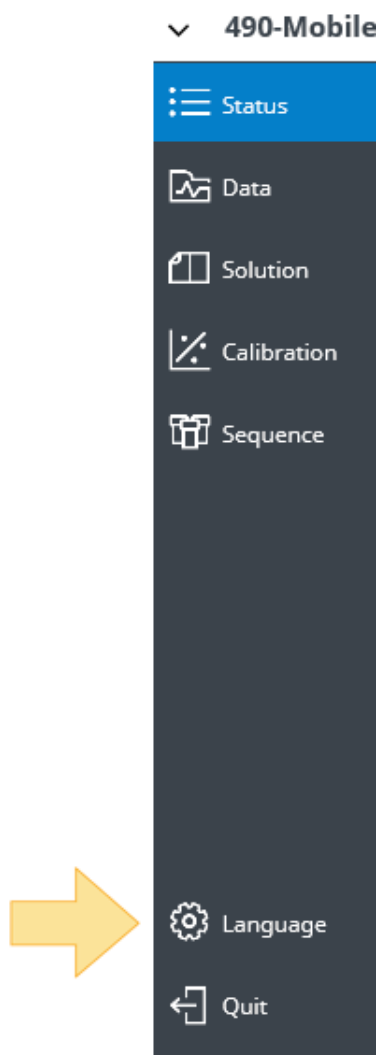 490-Mobile
Status
Data
Solution
Calibration
Sequence
Language
Quit